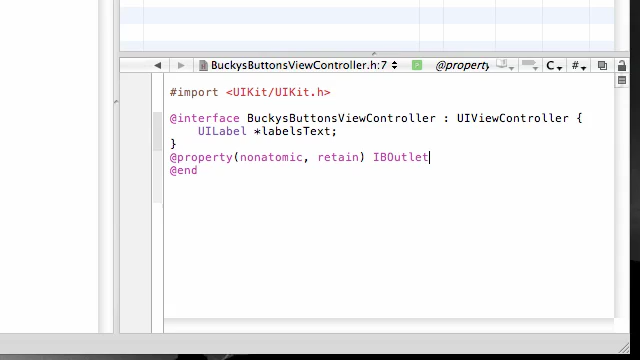 BuckysButtonsViewController.h:7 @property C #
#import <UIKit/UIKit.h>
@interface BuckysButtonsViewController : UIViewController {
UILabel *labelsText;
}
@property(nonatomic, retain) IBOutlet
@end